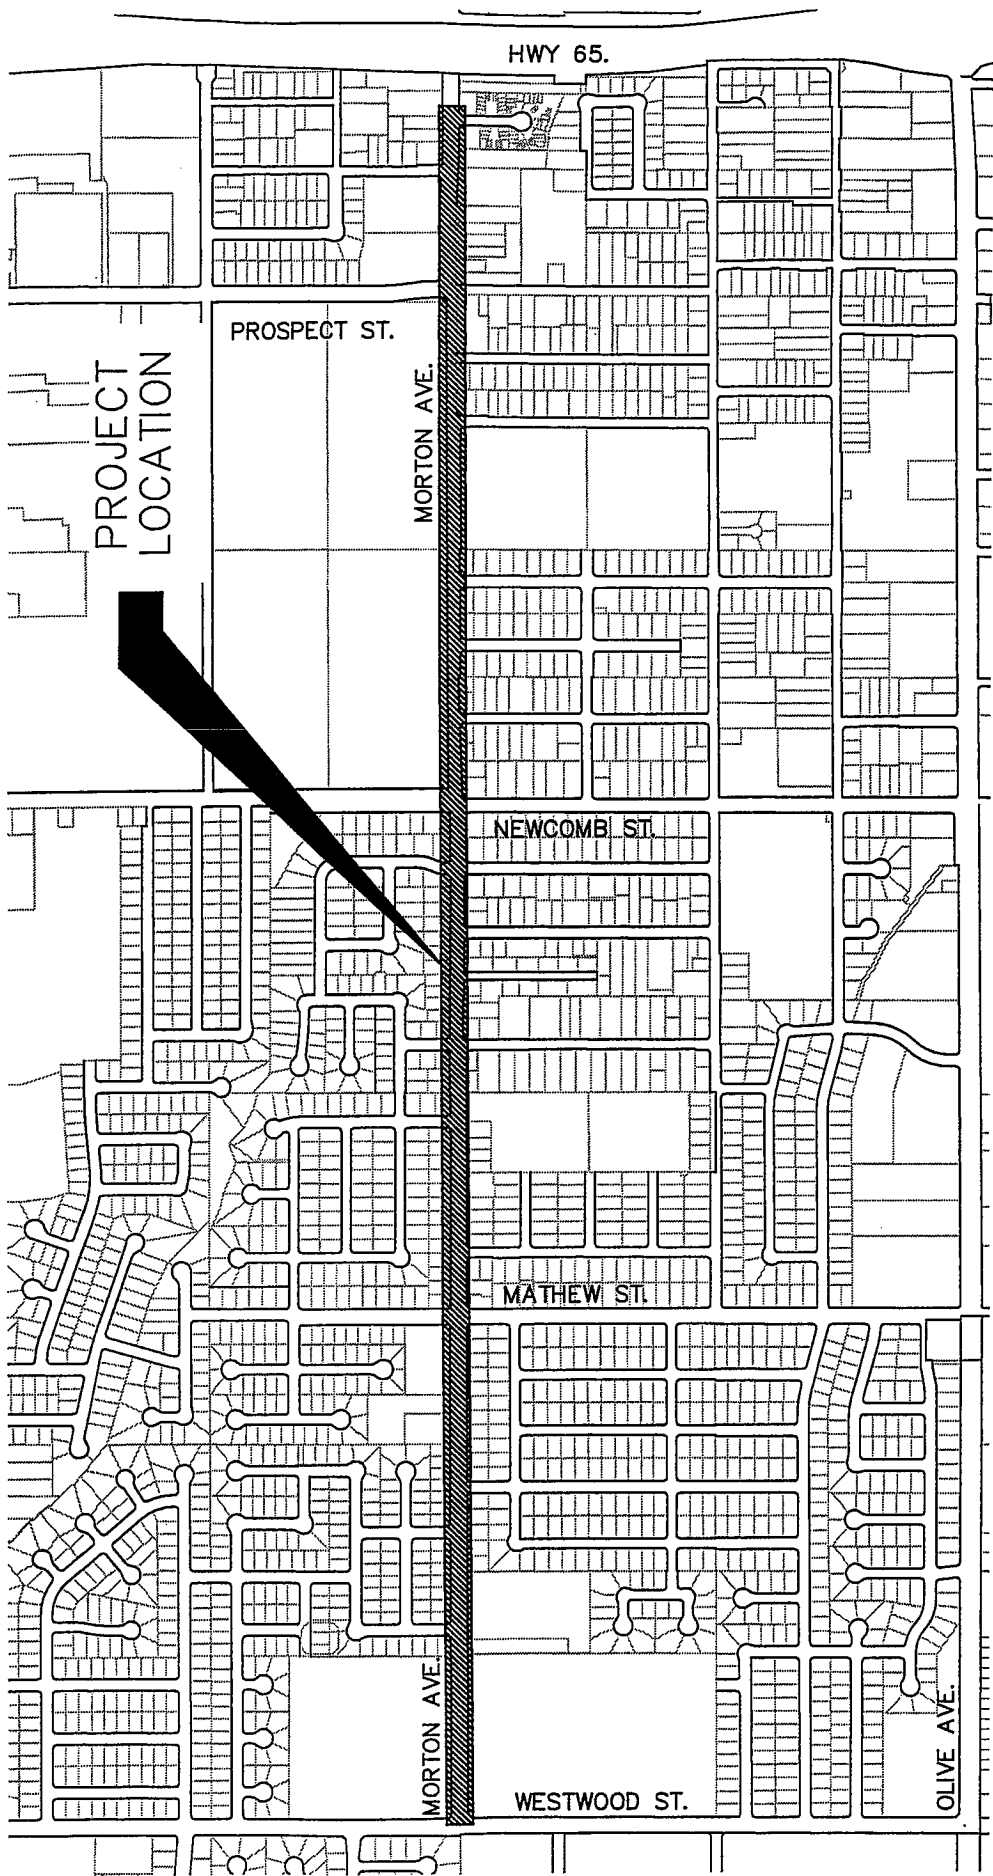 HWY 65.
PROSPECT ST.
PROJECT
LOCATION
MORTON AVE.
NEWCOMB ST.
MATHEW ST.
MORTON AVE.
OLIVE AVE.
WESTWOOD ST.